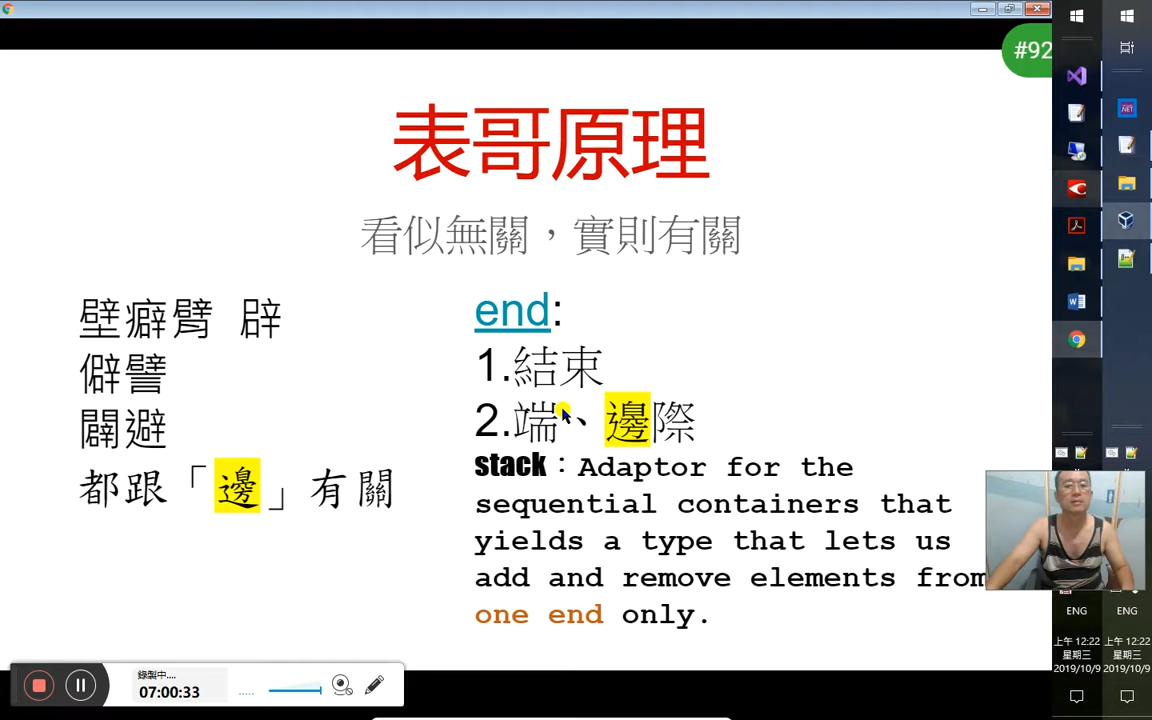 #92
表哥原理
看似無關，實則有關
壁癖臂 辟
僻譬
闢避
都跟「邊」有關
end:
1.結束
2.端、邊際
stack：Adaptor for the
sequential containers that
yields a type that lets us
add and remove elements from
one end only.
錄製中....
07:00:33
ENG
上午 12:22
星期三
2019/10/9
ENG
上午 12:22
星期三
2019/10/9